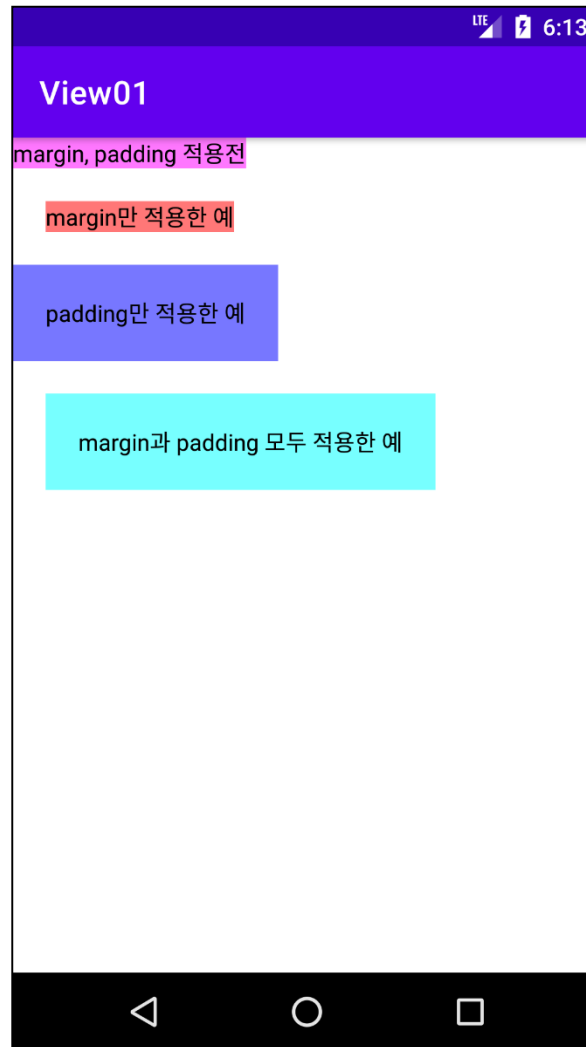 LTE 6:13
View01
margin, padding 적용전
margin만 적용한 예
padding만 적용한 예
margin과 padding 모두 적용한 예